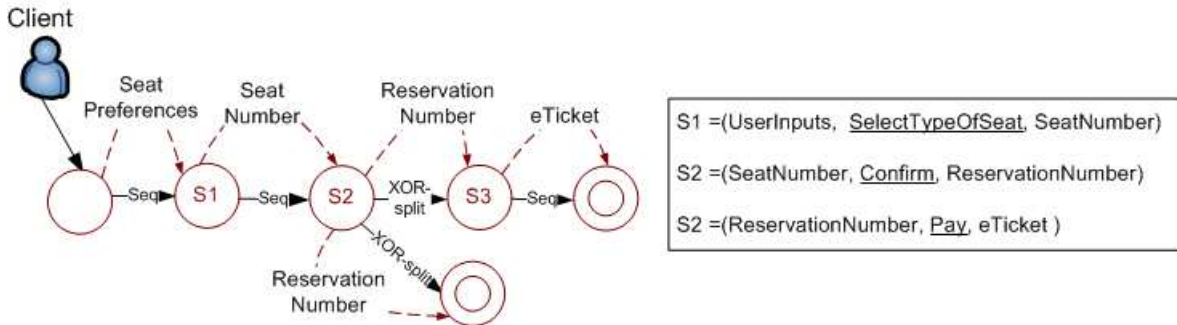 Client
Seat
Preferences
Seat
Number
Reservation
Number
eTicket
Seq
S1
Seq
S2
XOR-
split
S3
Seq
XOR-split
Reservation
Number
S1 =(UserInputs, SelectTypeOfSeat, SeatNumber)
S2 =(SeatNumber, Confirm, ReservationNumber)
S2 =(ReservationNumber, Pay, eTicket )